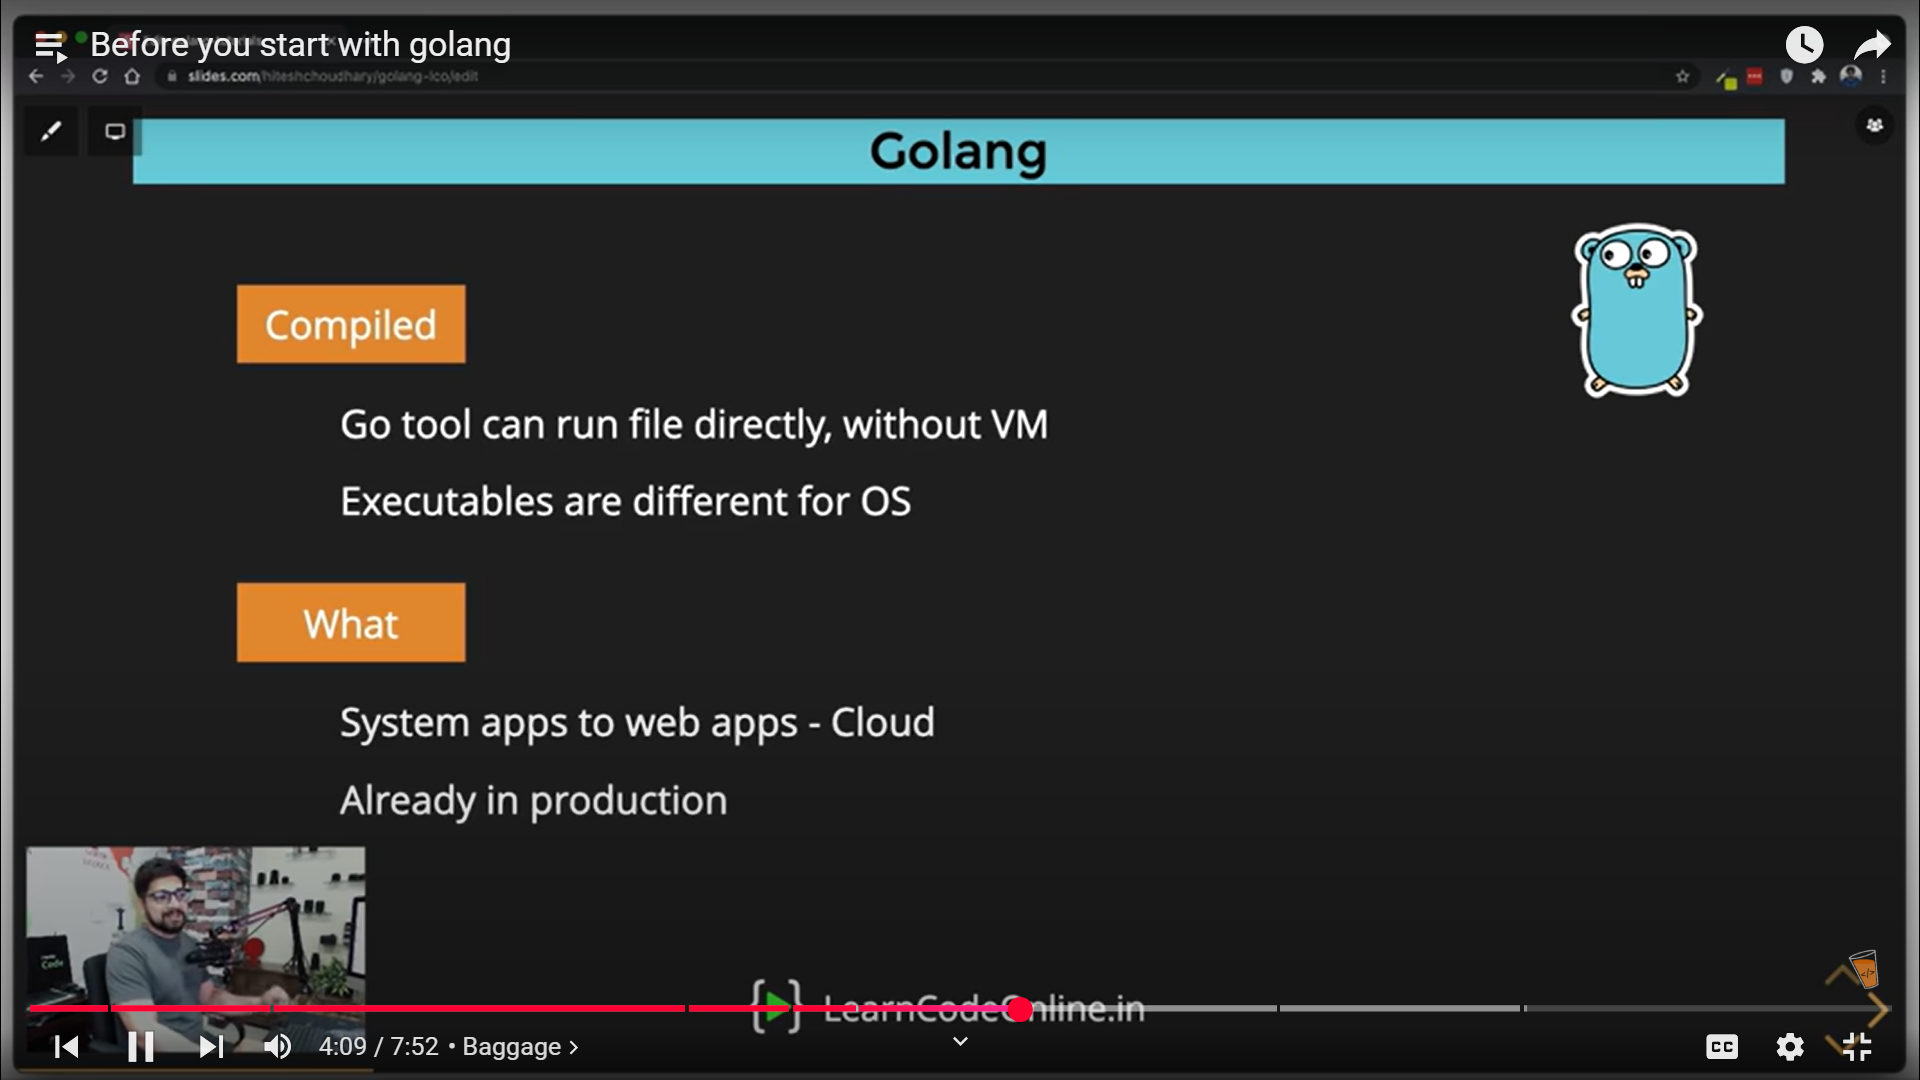 Before you start with golang
slides.com/hiteshchoudhary/golang-lco/edit
Golang
Compiled
Go tool can run file directly, without VM
Executables are different for OS
What
System apps to web apps - Cloud
Already in production
Code
</>
LearnCodeOnline.in
4:09 / 7:52 • Baggage >
CC